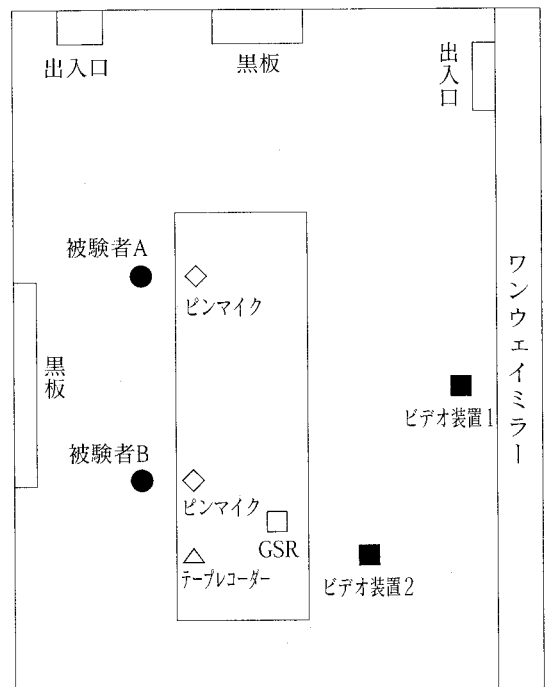 出入口
黒板
出入口
被験者A
ピンマイク
ワンウェイミラー
黒板
ビデオ装置1
被験者B
ピンマイク
GSR
テープレコーダー
ビデオ装置2